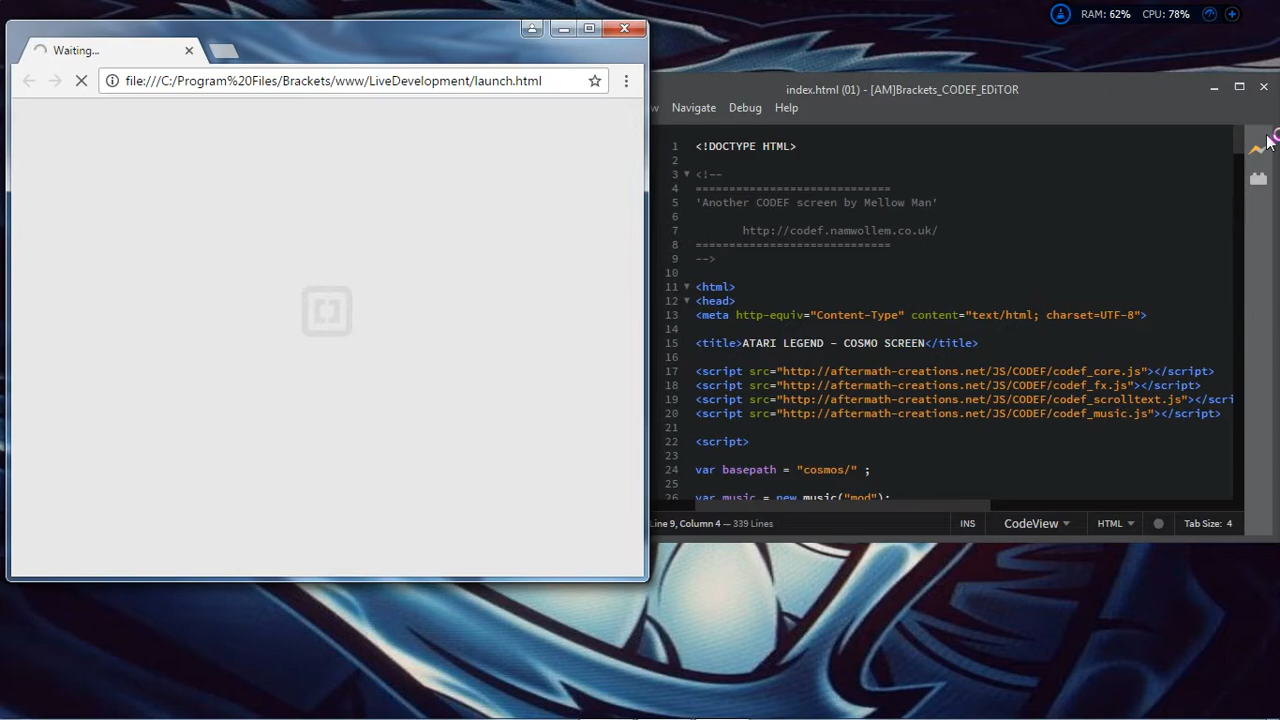 RAM: 62% CPU: 78%
Waiting...
file:///C:/Program%20Files/Brackets/www/LiveDevelopment/launch.html
index.html (01) - [AM]Brackets_CODEF_EDiTOR
w Navigate Debug Help
1 <!DOCTYPE HTML>
2
3 <!--
4 =============================
5 'Another CODEF screen by Mellow Man'
6
7 http://codef.namwollem.co.uk/
8 =============================
9 -->
10
11 <html>
12 <head>
13 <meta http-equiv="Content-Type" content="text/html; charset=UTF-8">
14
15 <title>ATARI LEGEND - COSMO SCREEN</title>
16
17 <script src="http://aftermath-creations.net/JS/CODEF/codef_core.js"></script>
18 <script src="http://aftermath-creations.net/JS/CODEF/codef_fx.js"></script>
19 <script src="http://aftermath-creations.net/JS/CODEF/codef_scrolltext.js"></scri
20 <script src="http://aftermath-creations.net/JS/CODEF/codef_music.js"></script>
21
22 <script>
23
24 var basepath = "cosmos/" ;
25
26 var music = new music("mod");
Line 9, Column 4 — 339 Lines
INS
CodeView
HTML
Tab Size: 4